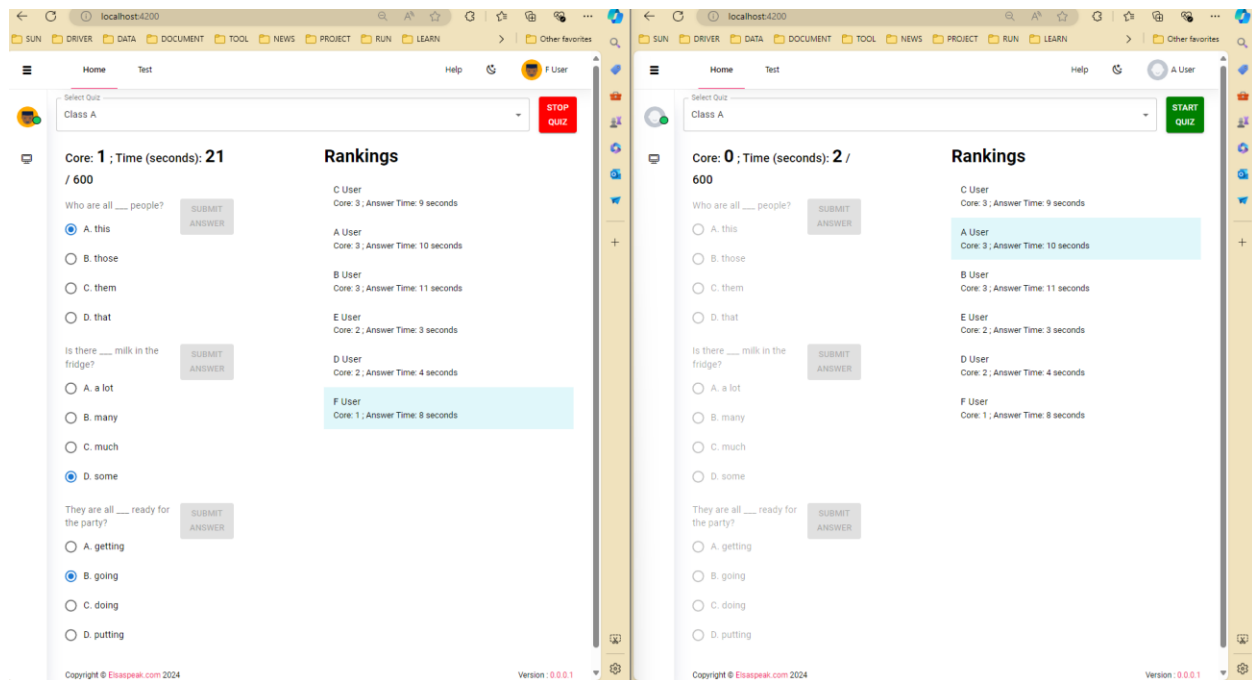 localhost:4200
SUN DRIVER DATA DOCUMENT TOOL NEWS PROJECT RUN LEARN Other favorites
Home Test Help F User
Select Quiz
Class A
STOP
QUIZ
Core: 1 ; Time (seconds): 21
/ 600
Who are all ___ people?
SUBMIT
ANSWER
A. this
B. those
C. them
D. that
Is there ___ milk in the
fridge?
SUBMIT
ANSWER
A. a lot
B. many
C. much
D. some
They are all ___ ready for
the party?
SUBMIT
ANSWER
A. getting
B. going
C. doing
D. putting
Rankings
C User
Core: 3 ; Answer Time: 9 seconds
A User
Core: 3 ; Answer Time: 10 seconds
B User
Core: 3 ; Answer Time: 11 seconds
E User
Core: 2 ; Answer Time: 3 seconds
D User
Core: 2 ; Answer Time: 4 seconds
F User
Core: 1 ; Answer Time: 8 seconds
Copyright © Elsaspeak.com 2024
Version : 0.0.0.1
localhost:4200
SUN DRIVER DATA DOCUMENT TOOL NEWS PROJECT RUN LEARN Other favorites
Home Test Help A User
Select Quiz
Class A
START
QUIZ
Core: 0 ; Time (seconds): 2 /
600
Who are all ___ people?
SUBMIT
ANSWER
A. this
B. those
C. them
D. that
Is there ___ milk in the
fridge?
SUBMIT
ANSWER
A. a lot
B. many
C. much
D. some
They are all ___ ready for
the party?
SUBMIT
ANSWER
A. getting
B. going
C. doing
D. putting
Rankings
C User
Core: 3 ; Answer Time: 9 seconds
A User
Core: 3 ; Answer Time: 10 seconds
B User
Core: 3 ; Answer Time: 11 seconds
E User
Core: 2 ; Answer Time: 3 seconds
D User
Core: 2 ; Answer Time: 4 seconds
F User
Core: 1 ; Answer Time: 8 seconds
Copyright © Elsaspeak.com 2024
Version : 0.0.0.1